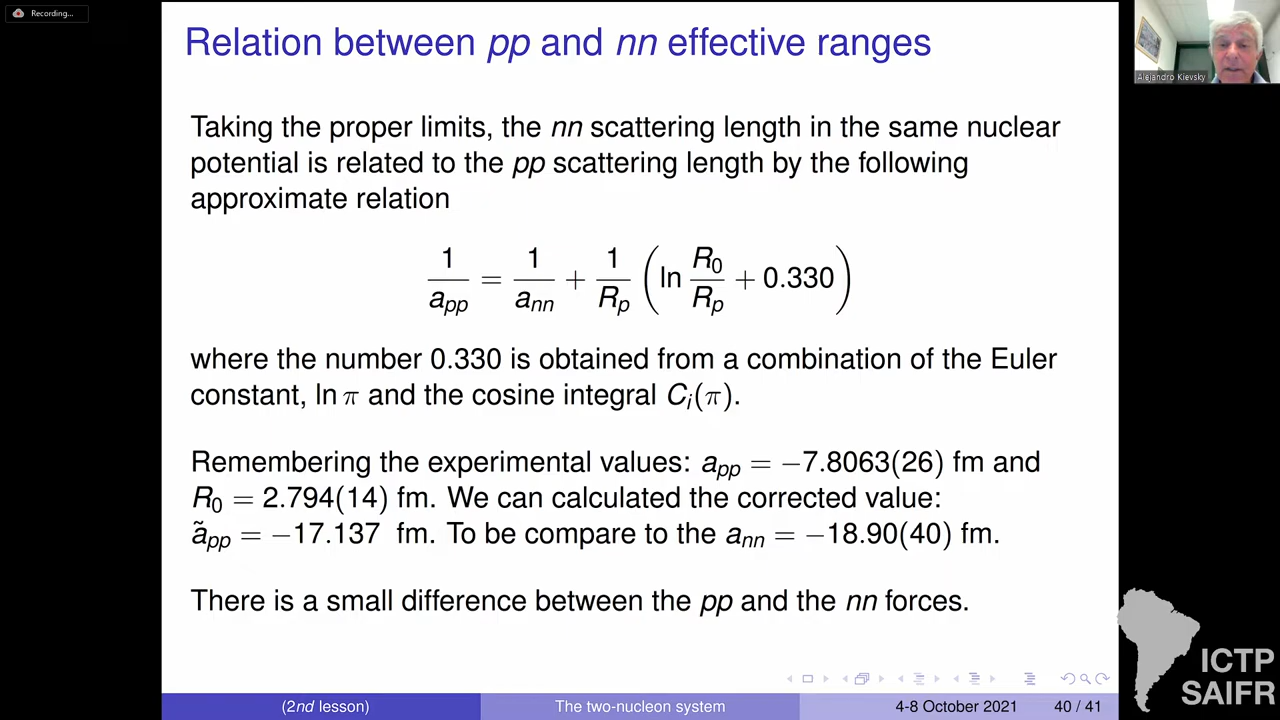 Recording...
Relation between pp and nn effective ranges
Alejandro Kievsky
Taking the proper limits, the nn scattering length in the same nuclear
potential is related to the pp scattering length by the following
approximate relation
1/a_pp = 1/a_nn + 1/R_p (ln R_0/R_p + 0.330)
where the number 0.330 is obtained from a combination of the Euler
constant, ln π and the cosine integral C_i(π).
Remembering the experimental values: a_pp = −7.8063(26) fm and
R_0 = 2.794(14) fm. We can calculated the corrected value:
ã_pp = −17.137 fm. To be compare to the a_nn = −18.90(40) fm.
There is a small difference between the pp and the nn forces.
ICTP
SAIFR
(2nd lesson) The two-nucleon system 4-8 October 2021 40 / 41